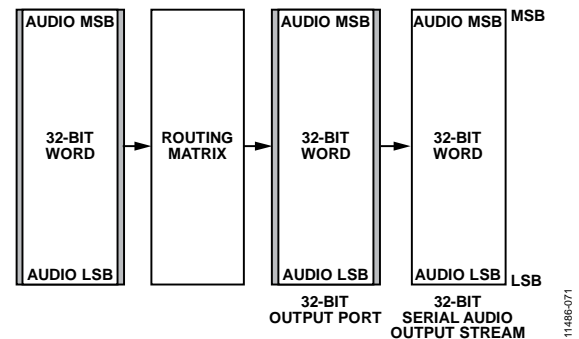 AUDIO MSB
AUDIO MSB
AUDIO MSB
MSB
32-BIT
WORD
ROUTING
MATRIX
32-BIT
WORD
32-BIT
WORD
AUDIO LSB
AUDIO LSB
AUDIO LSB
LSB
32-BIT
OUTPUT PORT
32-BIT
SERIAL AUDIO
OUTPUT STREAM
11486-071